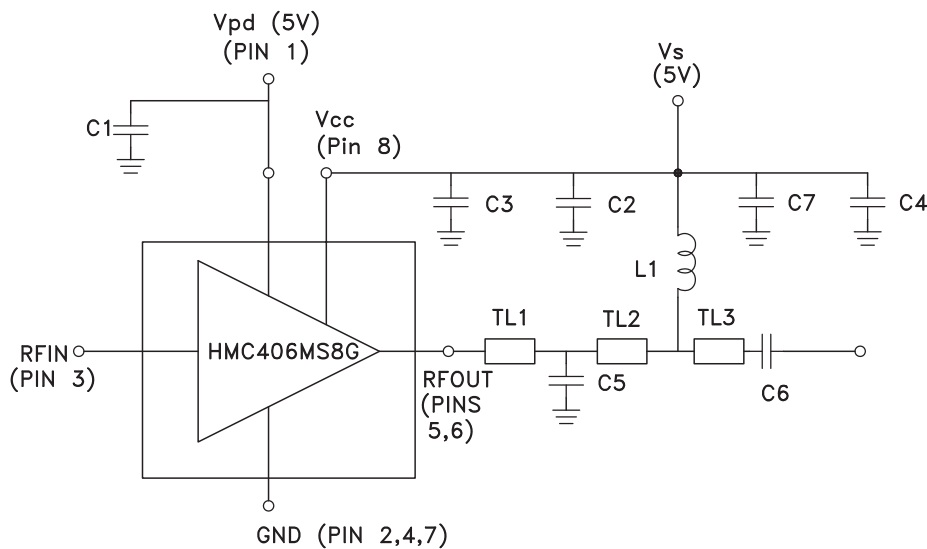 Vpd (5V)
(PIN 1)
Vs
(5V)
C1
Vcc
(Pin 8)
C3
C2
C7
C4
L1
TL1
TL2
TL3
HMC406MS8G
RFIN
(PIN 3)
RFOUT
(PINS
5,6)
C5
C6
GND (PIN 2,4,7)